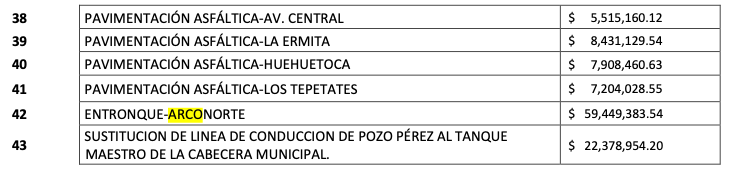 38 PAVIMENTACIÓN ASFÁLTICA-AV. CENTRAL $ 5,515,160.12
39 PAVIMENTACIÓN ASFÁLTICA-LA ERMITA $ 8,431,129.54
40 PAVIMENTACIÓN ASFÁLTICA-HUEHUETOCA $ 7,908,460.63
41 PAVIMENTACIÓN ASFÁLTICA-LOS TEPETATES $ 7,204,028.55
42 ENTRONQUE-ARCONORTE $ 59,449,383.54
43 SUSTITUCION DE LINEA DE CONDUCCION DE POZO PÉREZ AL TANQUE
MAESTRO DE LA CABECERA MUNICIPAL. $ 22,378,954.20